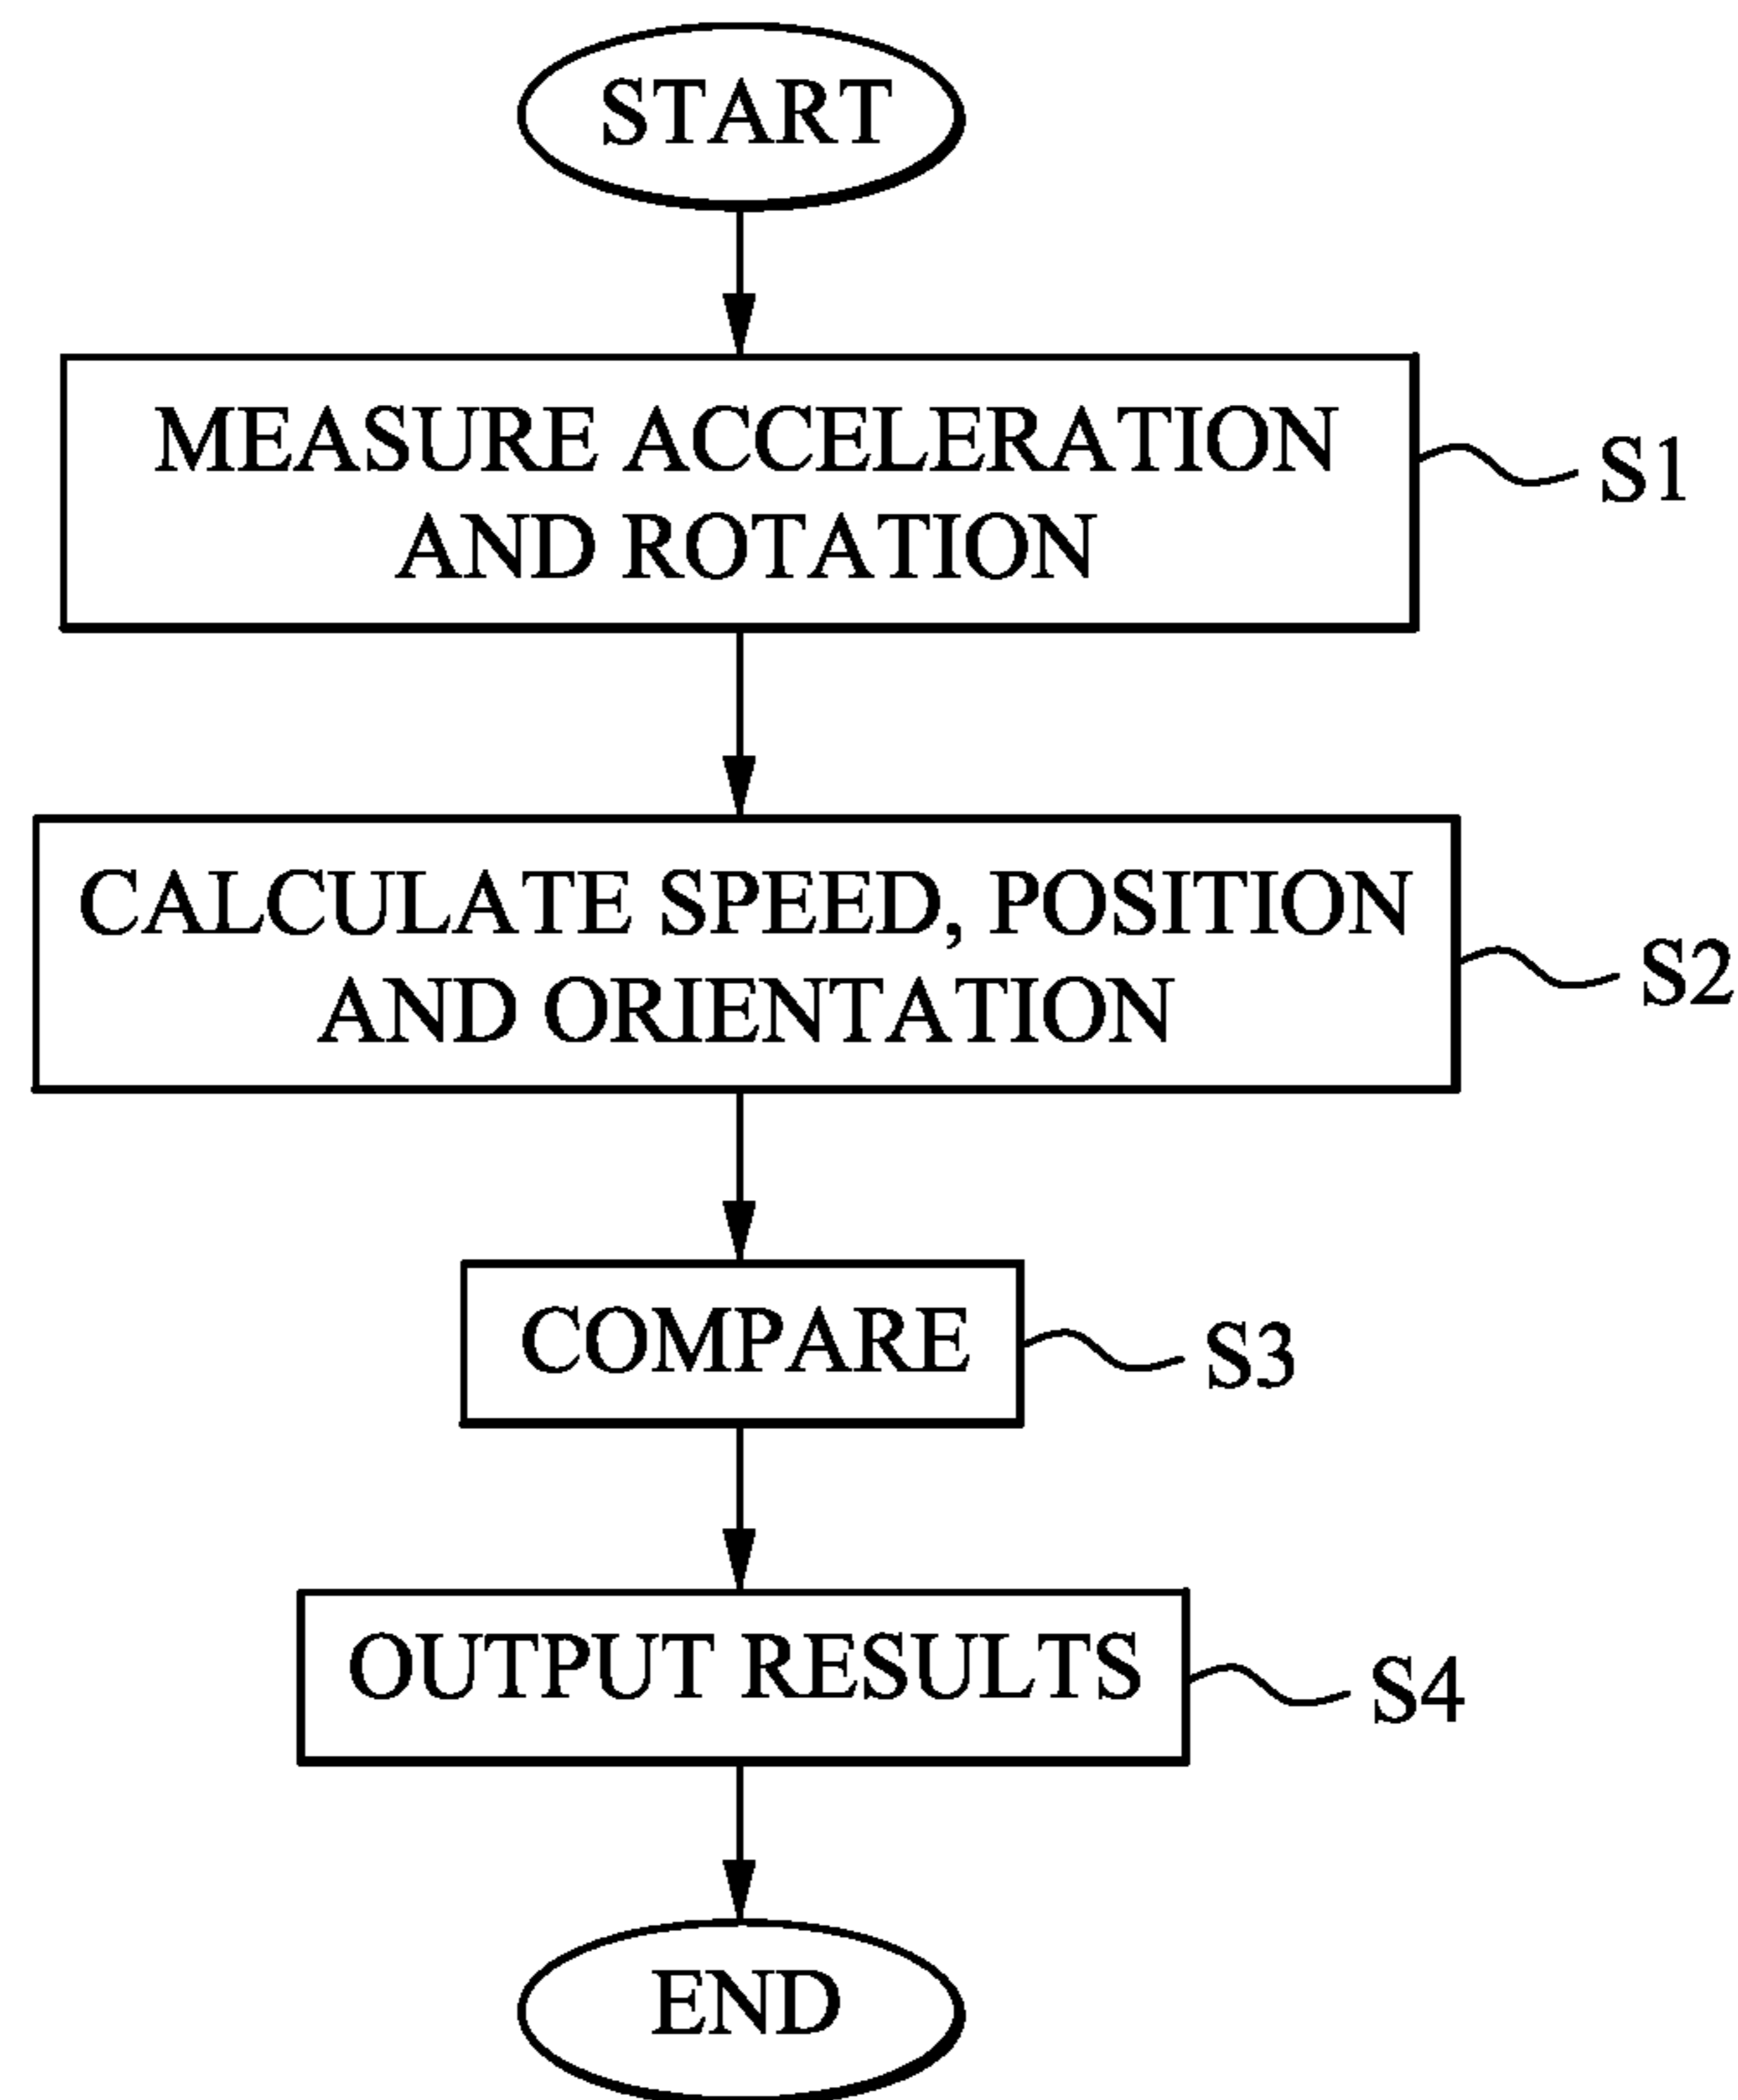 START
MEASURE ACCELERATION
AND ROTATION
S1
CALCULATE SPEED, POSITION
AND ORIENTATION
S2
COMPARE
S3
OUTPUT RESULTS
S4
END